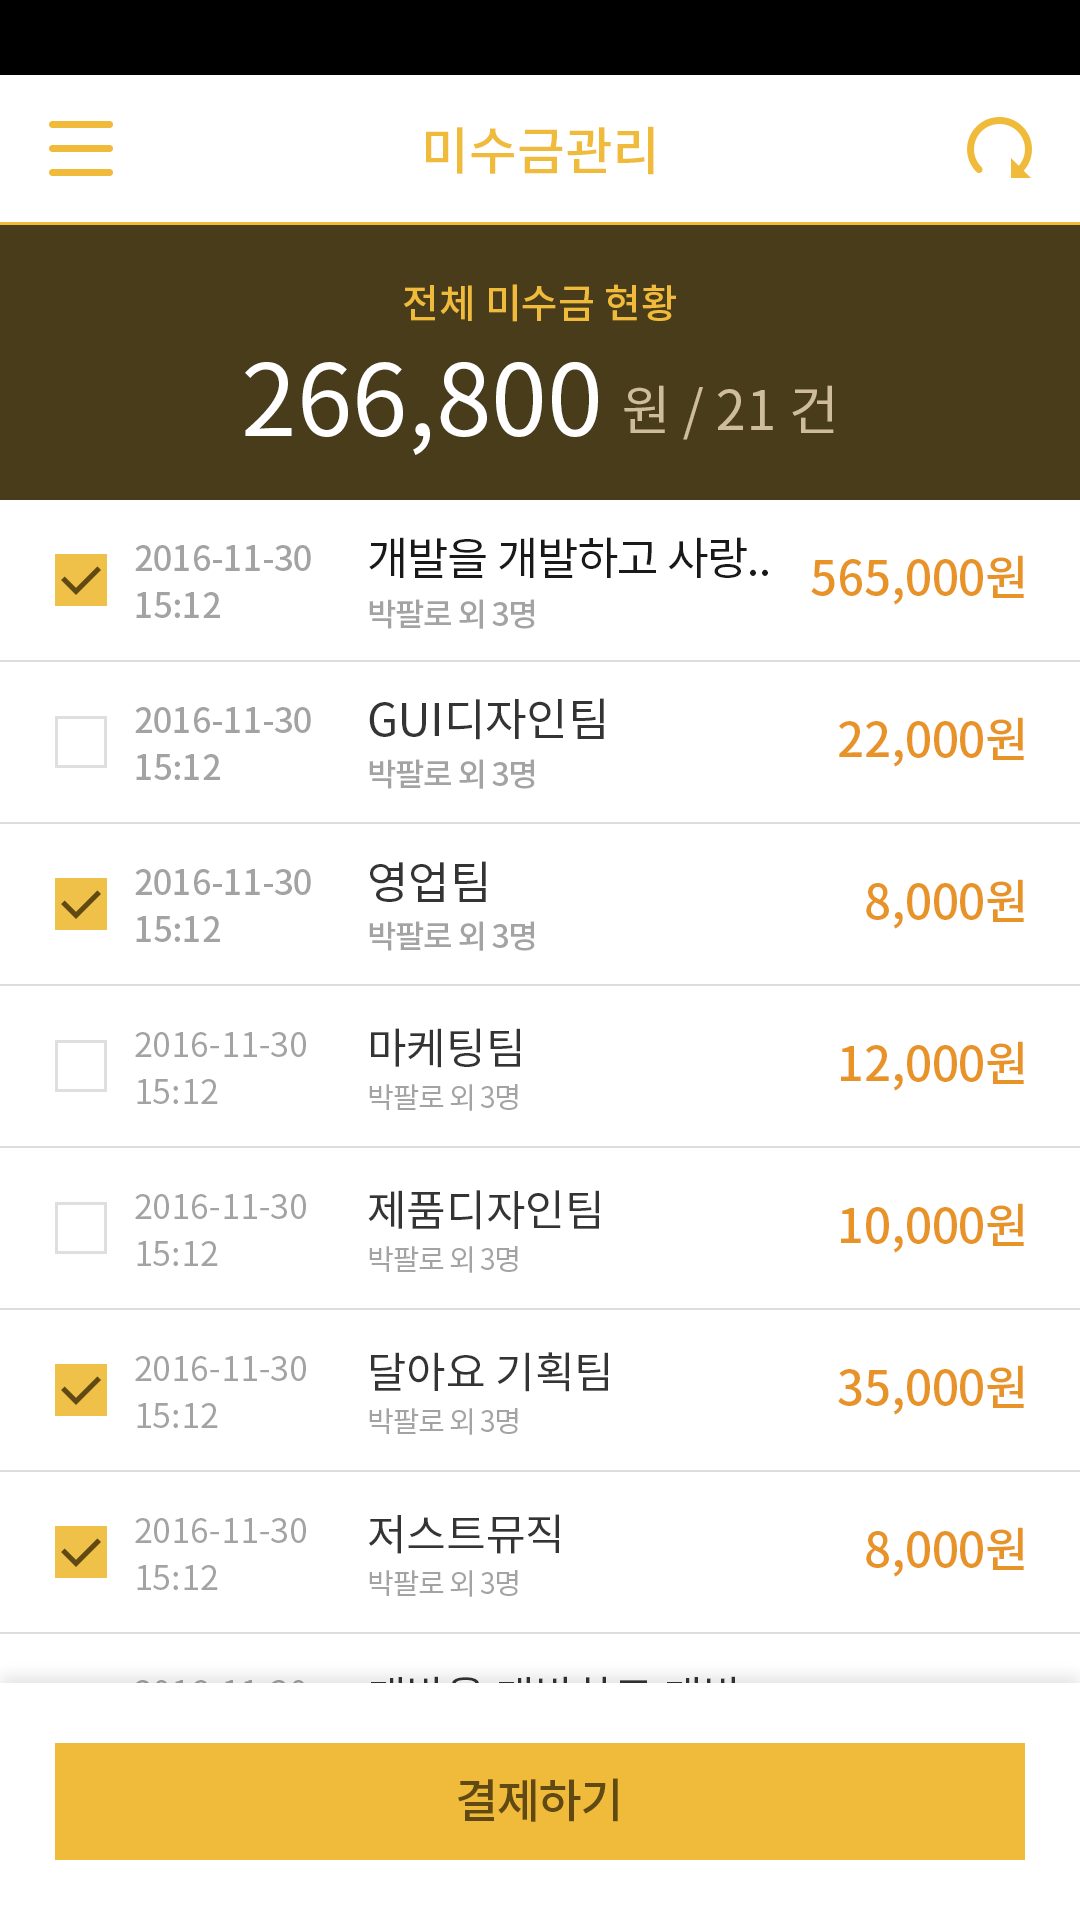 미수금관리
전체 미수금 현황
266,800 원 / 21 건
2016-11-30
15:12
개발을 개발하고 사랑..
박팔로 외 3명
565,000원
2016-11-30
15:12
GUI디자인팀
박팔로 외 3명
22,000원
2016-11-30
15:12
영업팀
박팔로 외 3명
8,000원
2016-11-30
15:12
마케팅팀
박팔로 외 3명
12,000원
2016-11-30
15:12
제품디자인팀
박팔로 외 3명
10,000원
2016-11-30
15:12
달아요 기획팀
박팔로 외 3명
35,000원
2016-11-30
15:12
저스트뮤직
박팔로 외 3명
8,000원
결제하기